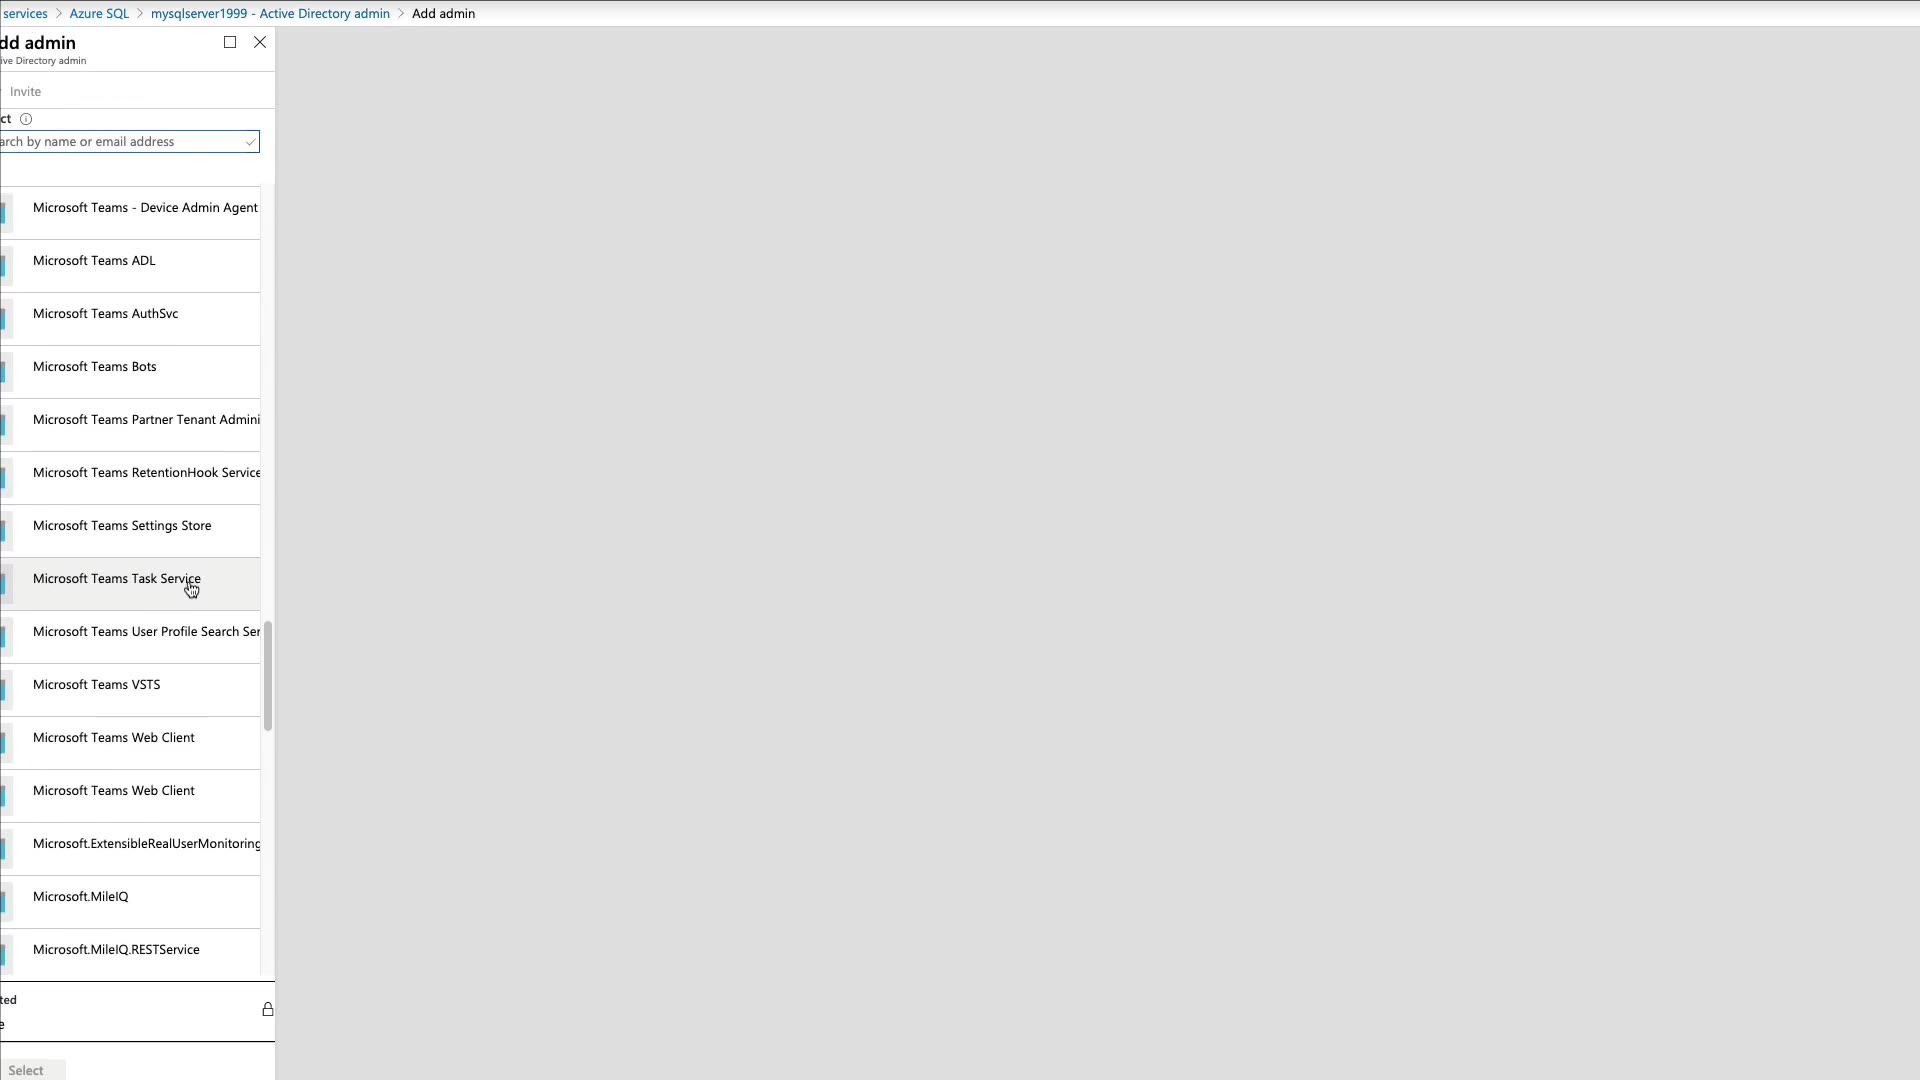 services > Azure SQL > mysqlserver1999 - Active Directory admin > Add admin
dd admin
ive Directory admin
Invite
ct
arch by name or email address
Microsoft Teams - Device Admin Agent
Microsoft Teams ADL
Microsoft Teams AuthSvc
Microsoft Teams Bots
Microsoft Teams Partner Tenant Admini
Microsoft Teams RetentionHook Service
Microsoft Teams Settings Store
Microsoft Teams Task Service
Microsoft Teams User Profile Search Ser
Microsoft Teams VSTS
Microsoft Teams Web Client
Microsoft Teams Web Client
Microsoft.ExtensibleRealUserMonitoring
Microsoft.MileIQ
Microsoft.MileIQ.RESTService
ted
e
Select